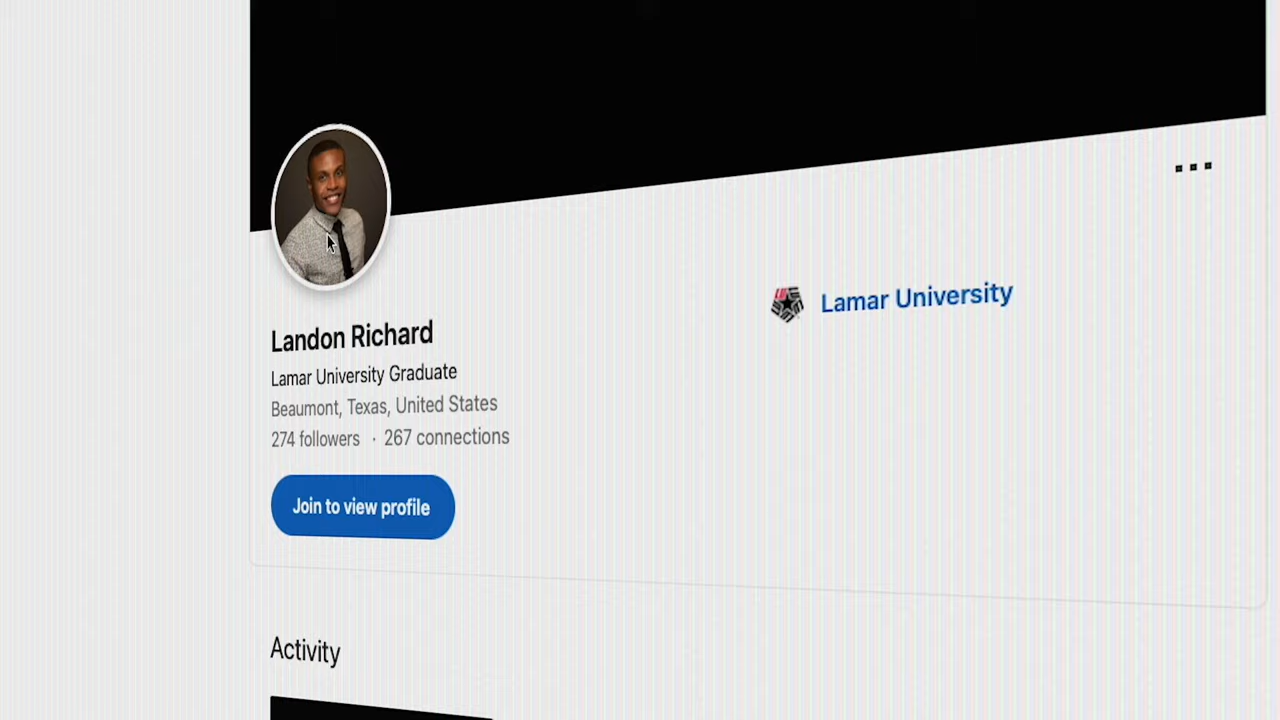 Lamar University
Landon Richard
Lamar University Graduate
Beaumont, Texas, United States
274 followers · 267 connections
Join to view profile
Activity